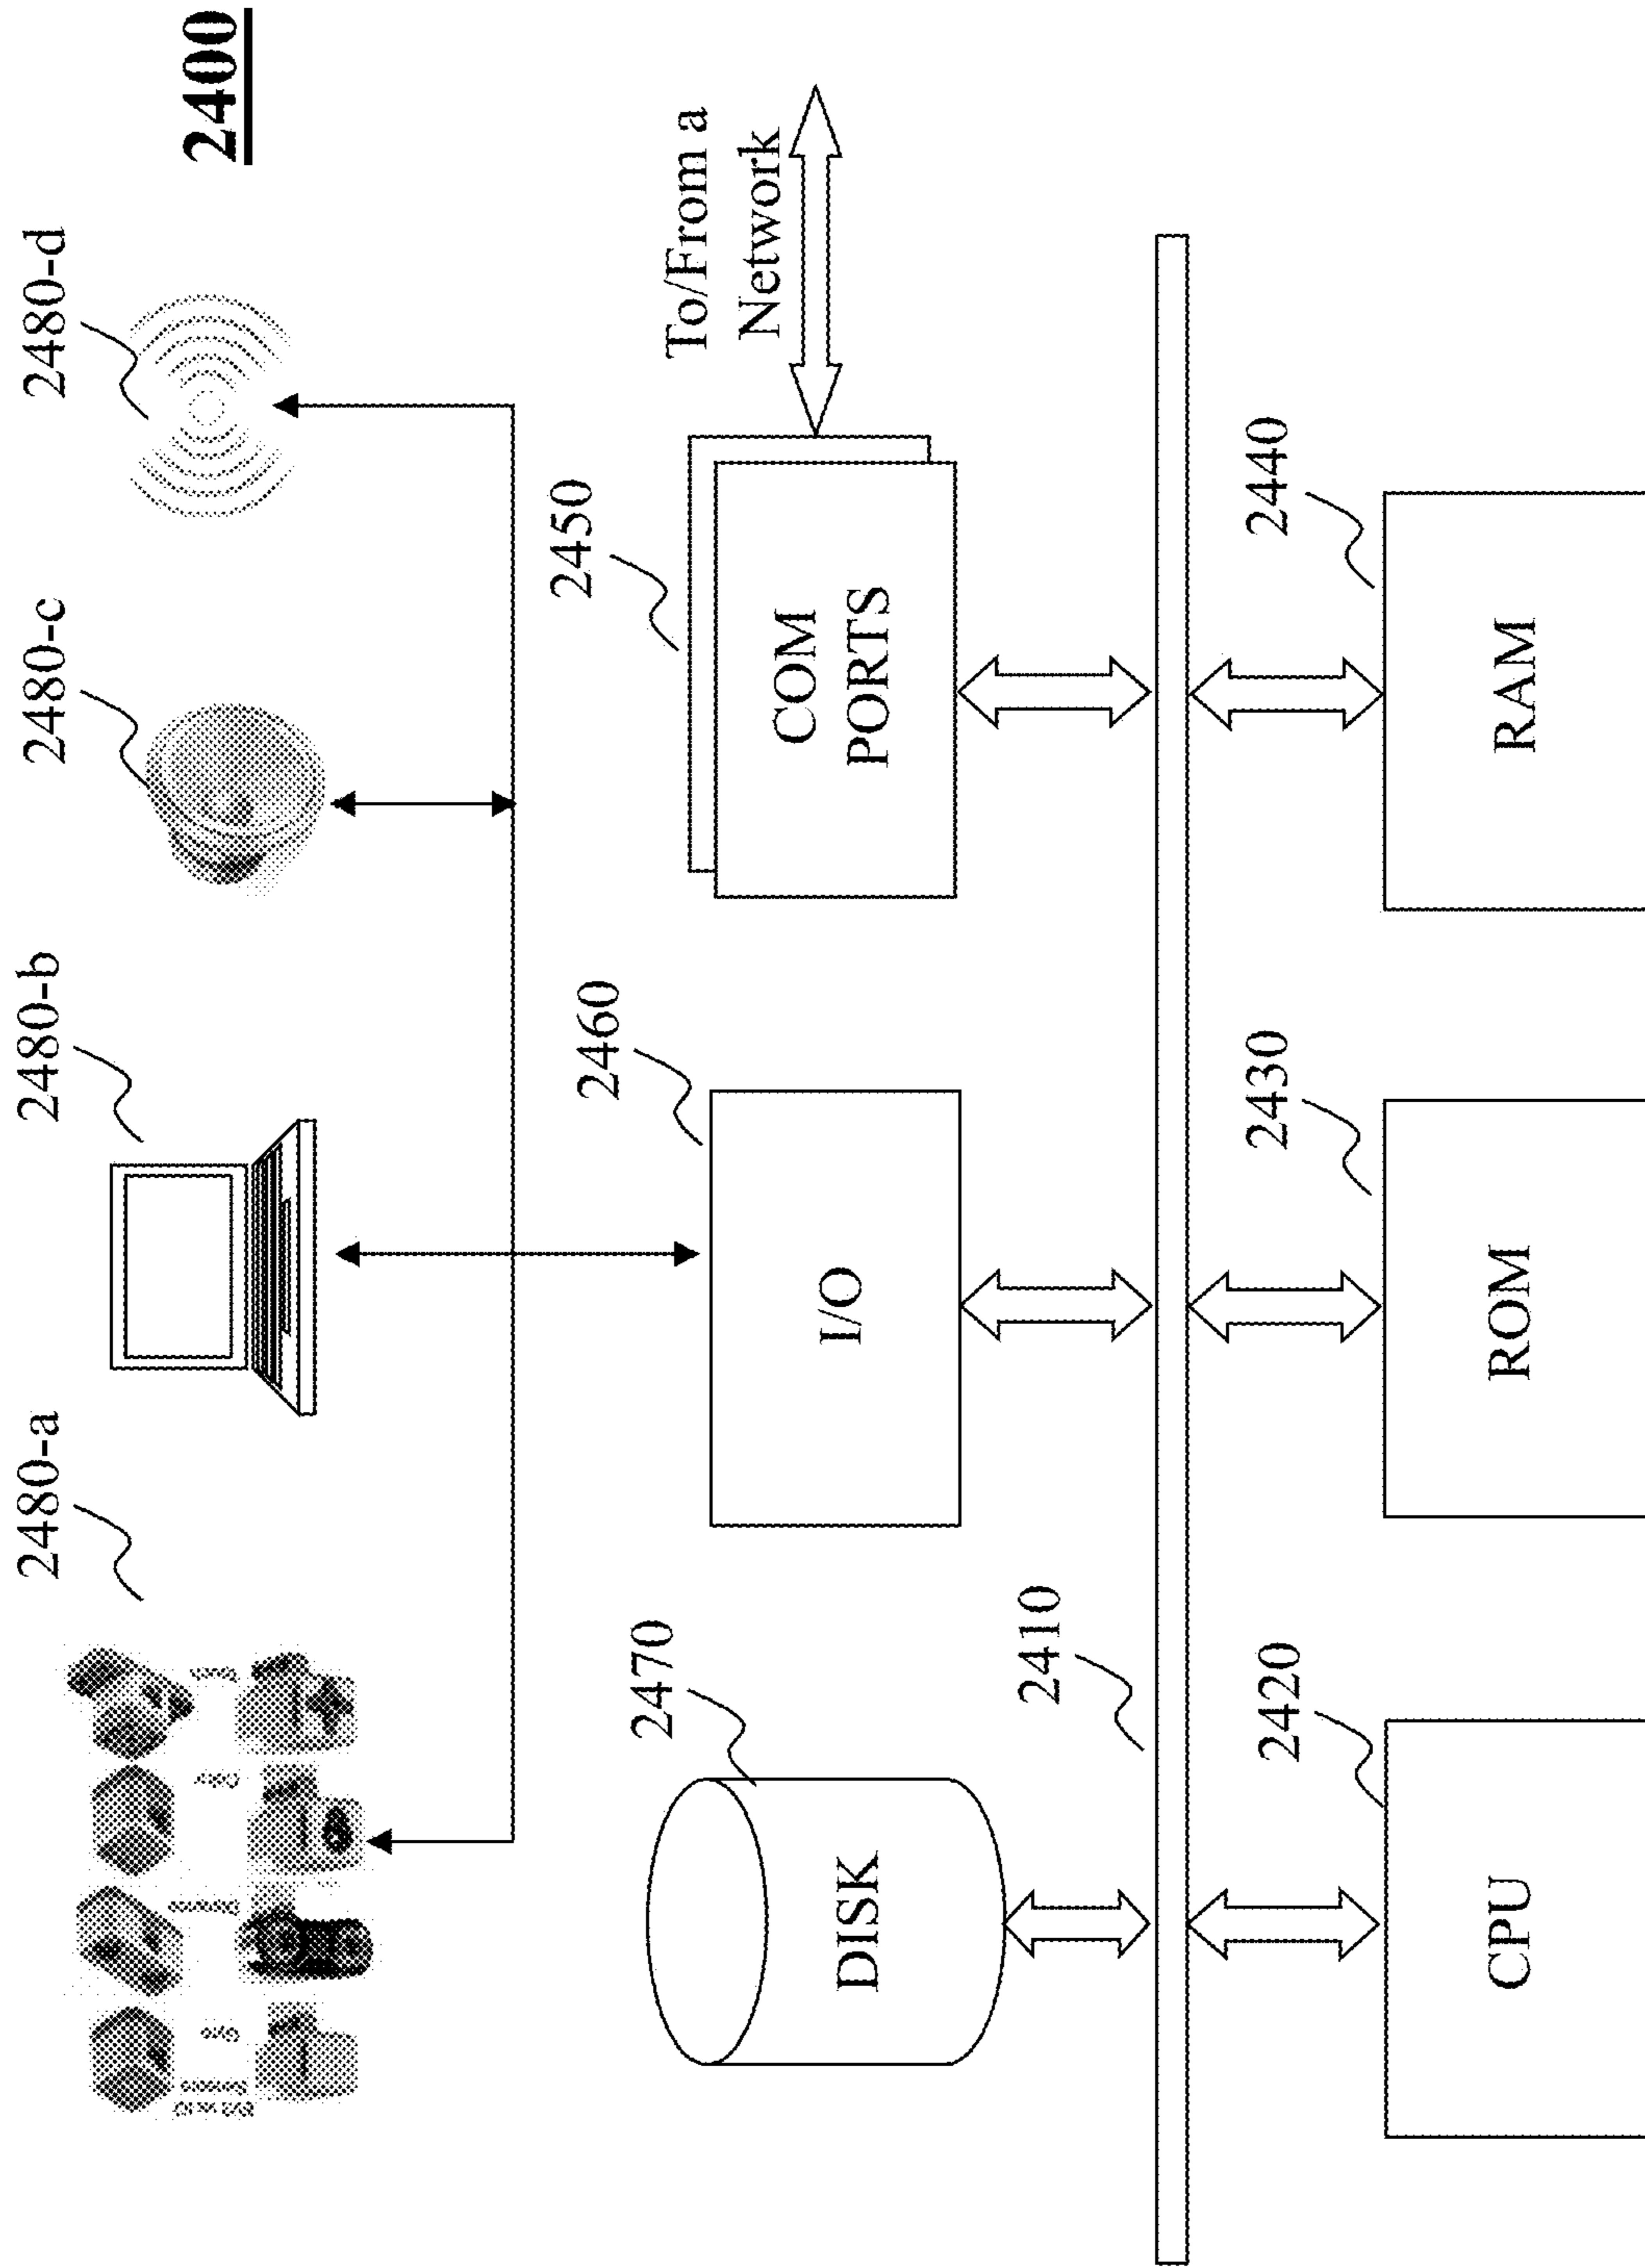 2400
2480-a
2480-b
2480-c
2480-d
2470
2460
2450
To/From a
Network
DISK
I/O
COM
PORTS
2410
2420
2430
2440
CPU
ROM
RAM